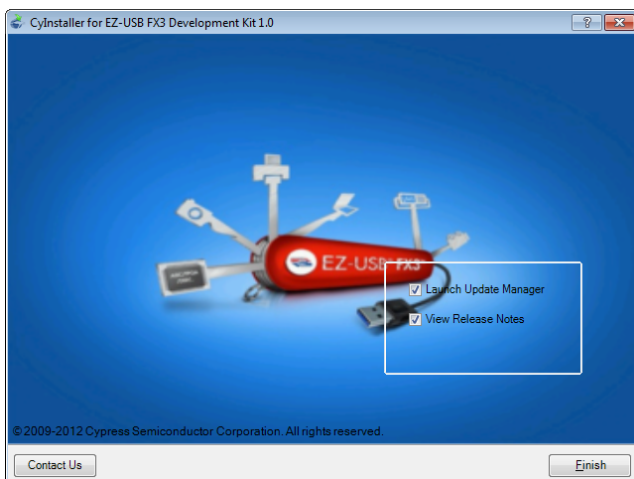 CyInstaller for EZ-USB FX3 Development Kit 1.0
EZ-USB® FX3™
Launch Update Manager
View Release Notes
© 2009-2012 Cypress Semiconductor Corporation. All rights reserved.
Contact Us
Finish